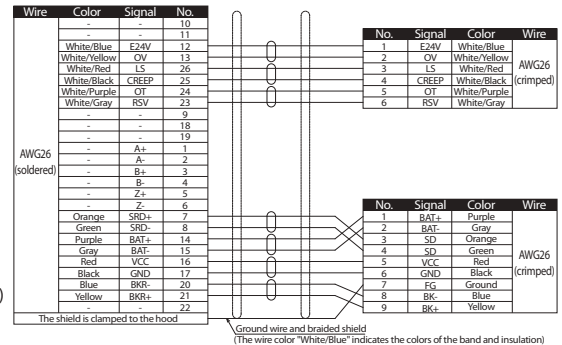 Wire Color Signal No.
- - 10
- - 11
White/Blue E24V 12
White/Yellow OV 13
White/Red LS 26
White/Black CREEP 25
White/Purple OT 24
White/Gray RSV 23
- - 9
- - 18
- - 19
- A+ 1
- A- 2
- B+ 3
- B- 4
- Z+ 5
- Z- 6
Orange SRD+ 7
Green SRD- 8
Purple BAT+ 14
Gray BAT- 15
Red VCC 16
Black GND 17
Blue BKR- 20
Yellow BKR+ 21
- - 22
AWG26
(soldered)
The shield is clamped to the hood
)
No. Signal Color Wire
1 E24V White/Blue
2 OV White/Yellow
3 LS White/Red
4 CREEP White/Black
5 OT White/Purple
6 RSV White/Gray
AWG26
(crimped)
No. Signal Color Wire
1 BAT+ Purple
2 BAT- Gray
3 SD Orange
4 SD Green
5 VCC Red
6 GND Black
7 FG Ground
8 BK- Blue
9 BK+ Yellow
AWG26
(crimped)
Ground wire and braided shield
(The wire color "White/Blue" indicates the colors of the band and insulation)